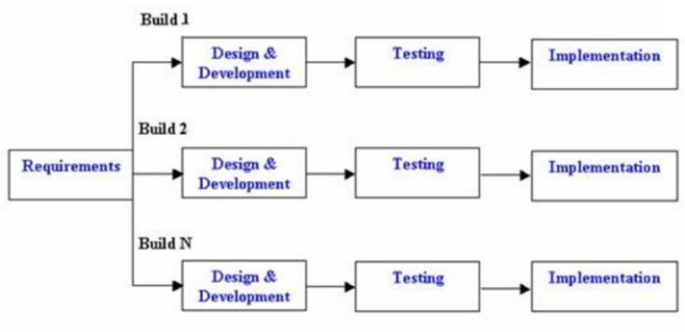 Build 1
Design &
Development
Testing
Implementation
Build 2
Requirements
Design &
Development
Testing
Implementation
Build N
Design &
Development
Testing
Implementation